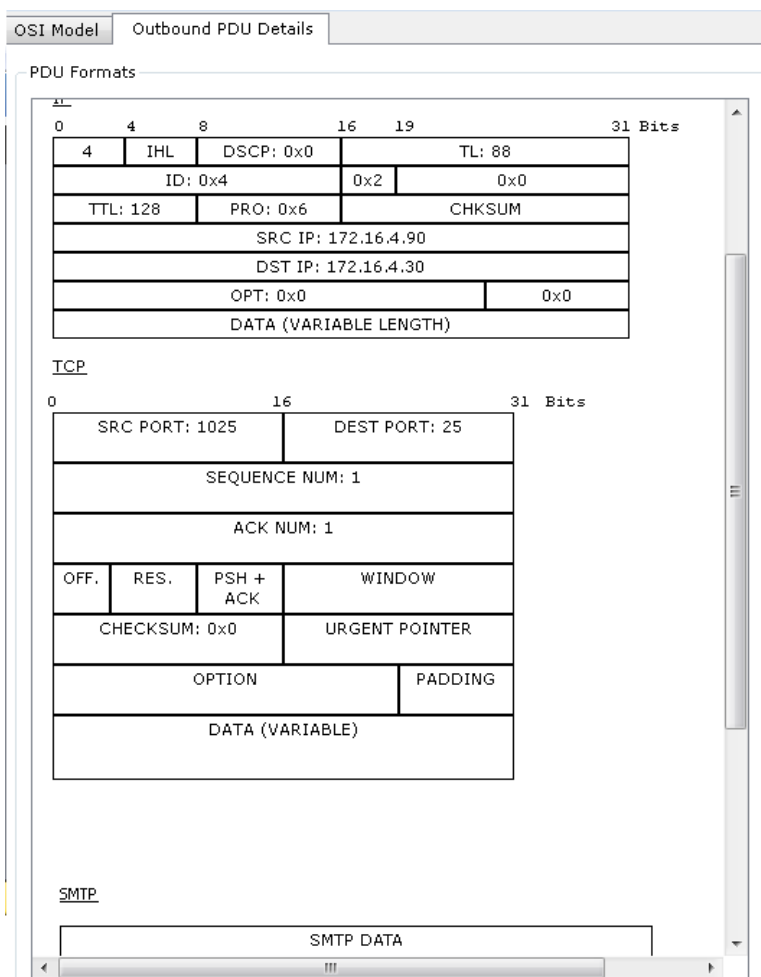 OSI Model Outbound PDU Details
PDU Formats
IP
0 4 8 16 19 31 Bits
4 IHL DSCP: 0x0 TL: 88
ID: 0x4 0x2 0x0
TTL: 128 PRO: 0x6 CHKSUM
SRC IP: 172.16.4.90
DST IP: 172.16.4.30
OPT: 0x0 0x0
DATA (VARIABLE LENGTH)
TCP
0 16 31 Bits
SRC PORT: 1025 DEST PORT: 25
SEQUENCE NUM: 1
ACK NUM: 1
OFF. RES. PSH + WINDOW
ACK
CHECKSUM: 0x0 URGENT POINTER
OPTION PADDING
DATA (VARIABLE)
SMTP
SMTP DATA